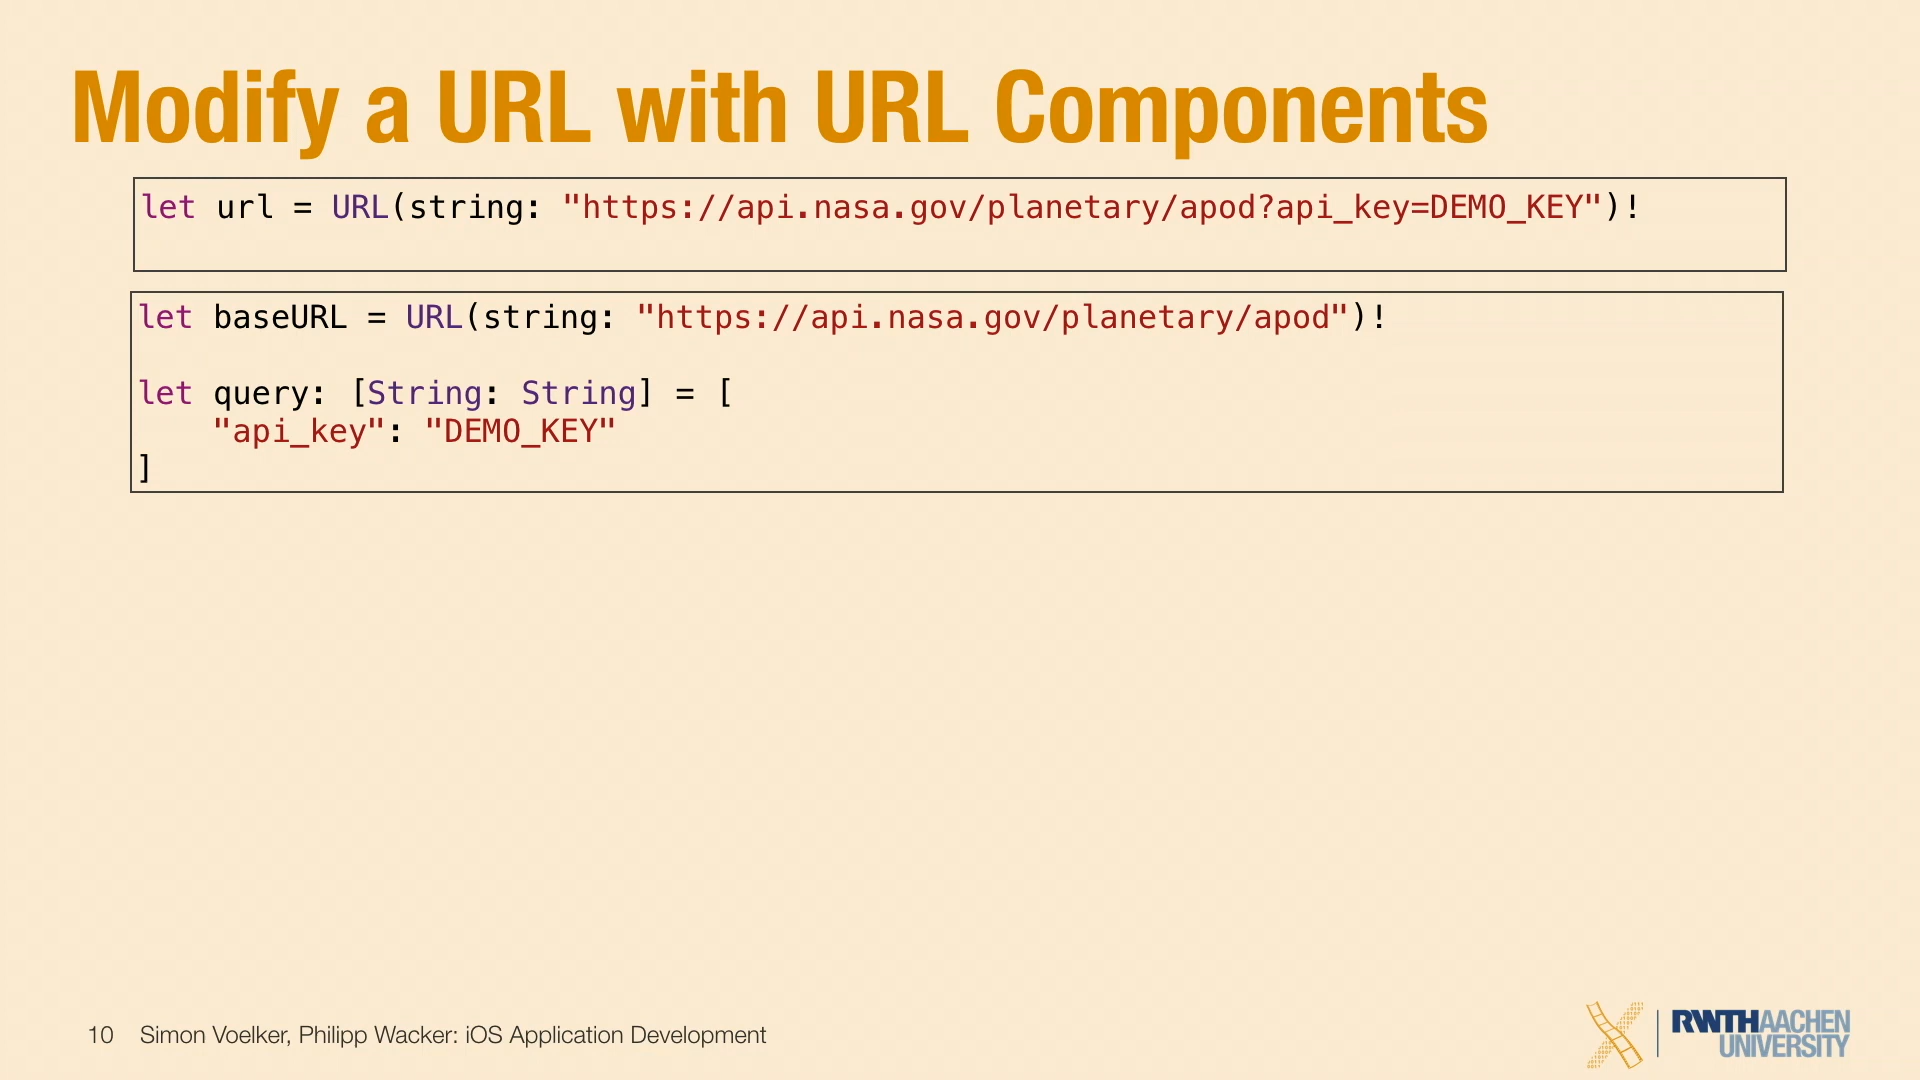 Modify a URL with URL Components
let url = URL(string: "https://api.nasa.gov/planetary/apod?api_key=DEMO_KEY")!
let baseURL = URL(string: "https://api.nasa.gov/planetary/apod")!
let query: [String: String] = [
    "api_key": "DEMO_KEY"
]
10 Simon Voelker, Philipp Wacker: iOS Application Development
RWTHAACHEN
UNIVERSITY